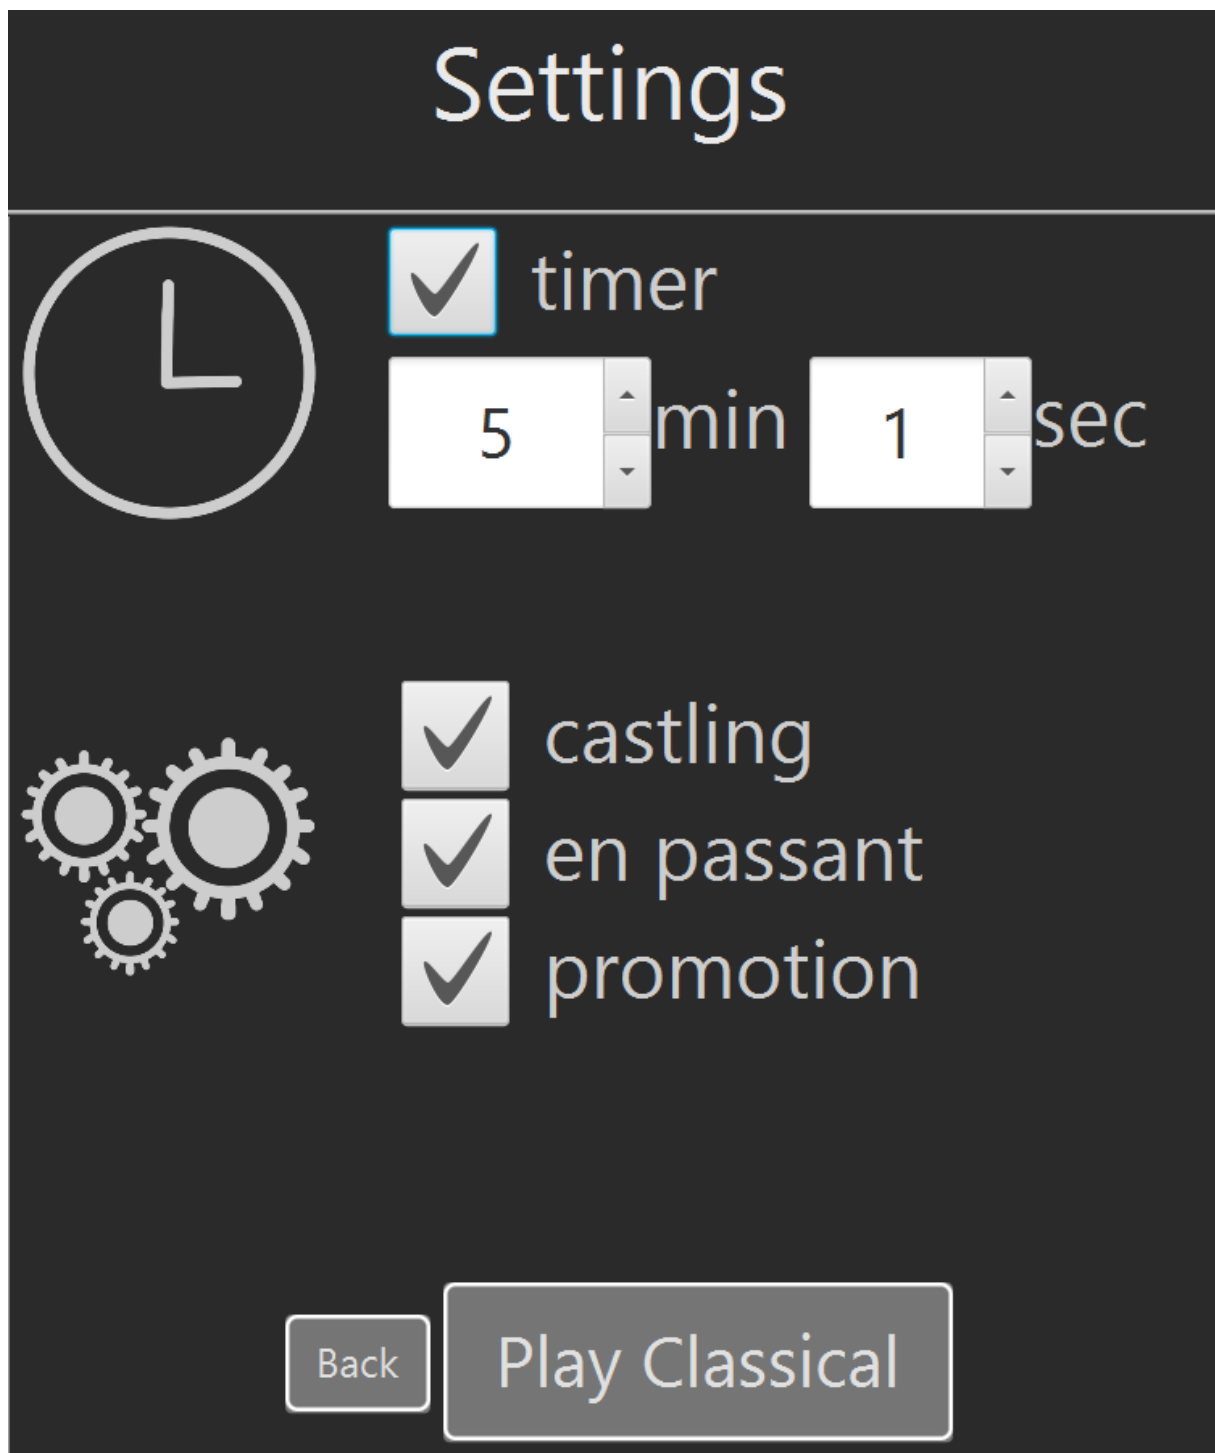 Settings
timer
5 min 1 sec
castling
en passant
promotion
Back Play Classical